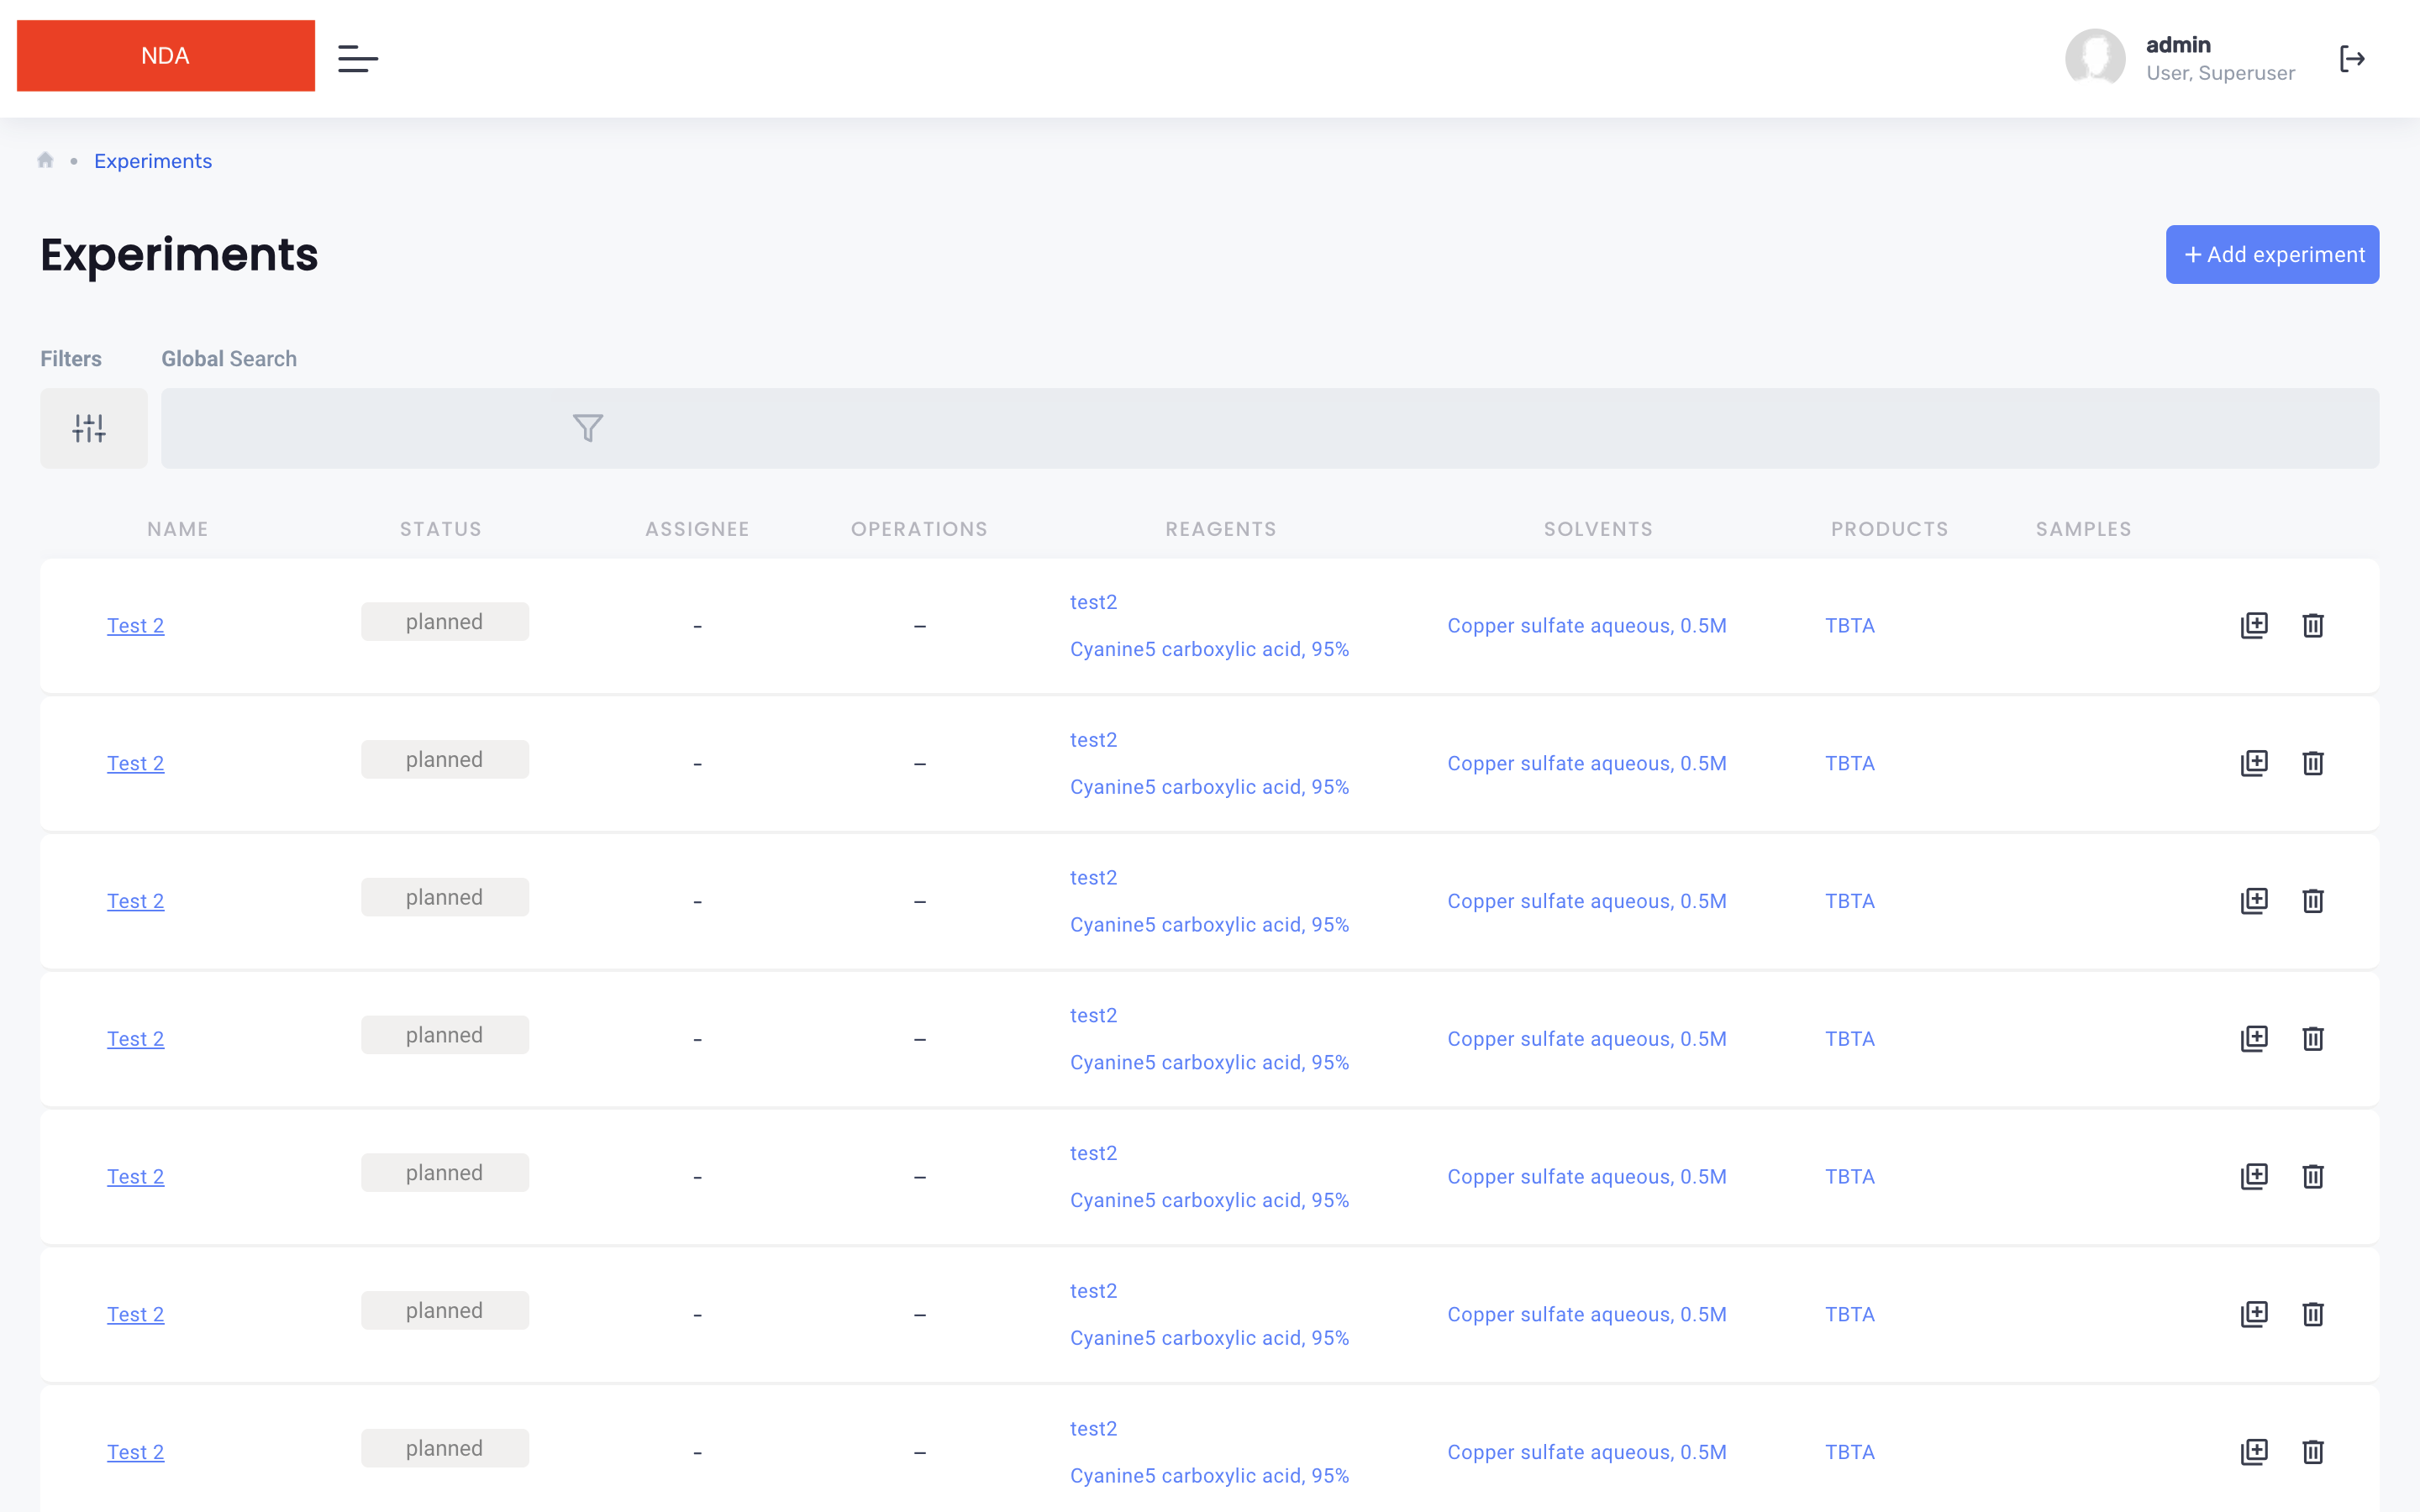 NDA
admin
User, Superuser
Experiments
Experiments
+ Add experiment
Filters Global Search
NAME STATUS ASSIGNEE OPERATIONS REAGENTS SOLVENTS PRODUCTS SAMPLES
test2
Test 2 planned - – Copper sulfate aqueous, 0.5M TBTA
Cyanine5 carboxylic acid, 95%
test2
Test 2 planned - – Copper sulfate aqueous, 0.5M TBTA
Cyanine5 carboxylic acid, 95%
test2
Test 2 planned - – Copper sulfate aqueous, 0.5M TBTA
Cyanine5 carboxylic acid, 95%
test2
Test 2 planned - – Copper sulfate aqueous, 0.5M TBTA
Cyanine5 carboxylic acid, 95%
test2
Test 2 planned - – Copper sulfate aqueous, 0.5M TBTA
Cyanine5 carboxylic acid, 95%
test2
Test 2 planned - – Copper sulfate aqueous, 0.5M TBTA
Cyanine5 carboxylic acid, 95%
test2
Test 2 planned - – Copper sulfate aqueous, 0.5M TBTA
Cyanine5 carboxylic acid, 95%